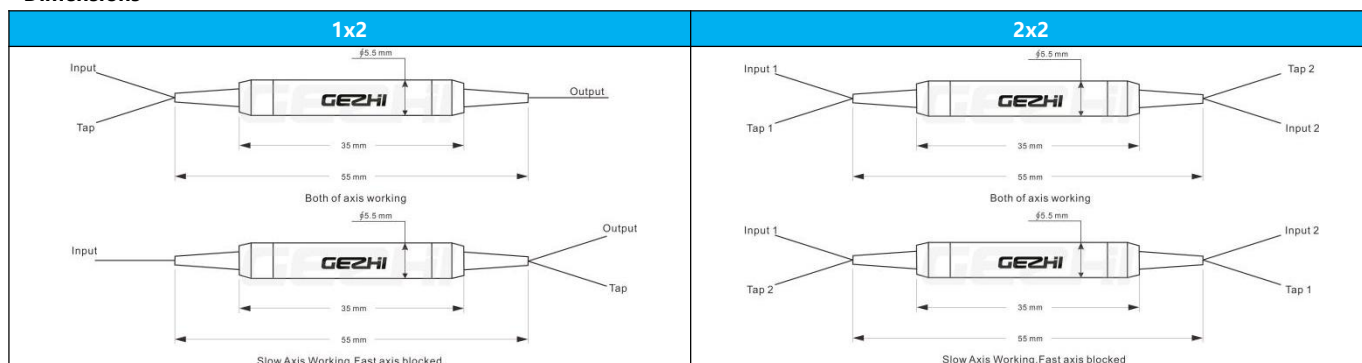 Dimensions
1x2
2x2
ϕ5.5 mm
Input
Tap
GEZHI
Output
35 mm
55 mm
Both of axis working
ϕ5.5 mm
Input 1
Tap 1
GEZHI
Tap 2
Input 2
35 mm
55 mm
Both of axis working
ϕ5.5 mm
Input
GEZHI
Output
Tap
35 mm
55 mm
Slow Axis Working,Fast axis blocked
ϕ5.5 mm
Input 1
Tap 2
GEZHI
Input 2
Tap 1
35 mm
55 mm
Slow Axis Working,Fast axis blocked